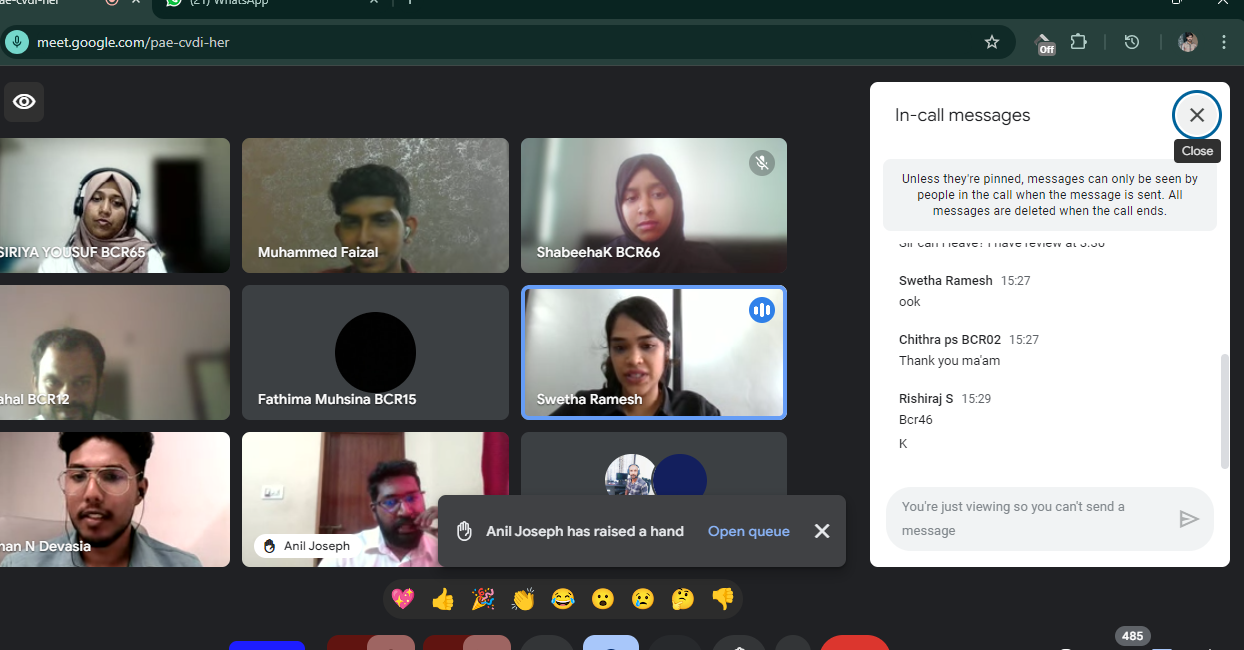 (21) WhatsApp
meet.google.com/pae-cvdi-her
Off
In-call messages
Close
Unless they're pinned, messages can only be seen by
people in the call when the message is sent. All
messages are deleted when the call ends.
Sir can I leave? I have review at 3.30
Swetha Ramesh 15:27
ook
Chithra ps BCR02 15:27
Thank you ma'am
Rishiraj S 15:29
Bcr46
K
You're just viewing so you can't send a
message
SIRIYA YOUSUF BCR65
Muhammed Faizal
ShabeehaK BCR66
ahal BCR12
Fathima Muhsina BCR15
Swetha Ramesh
nan N Devasia
Anil Joseph
Anil Joseph has raised a hand
Open queue
485